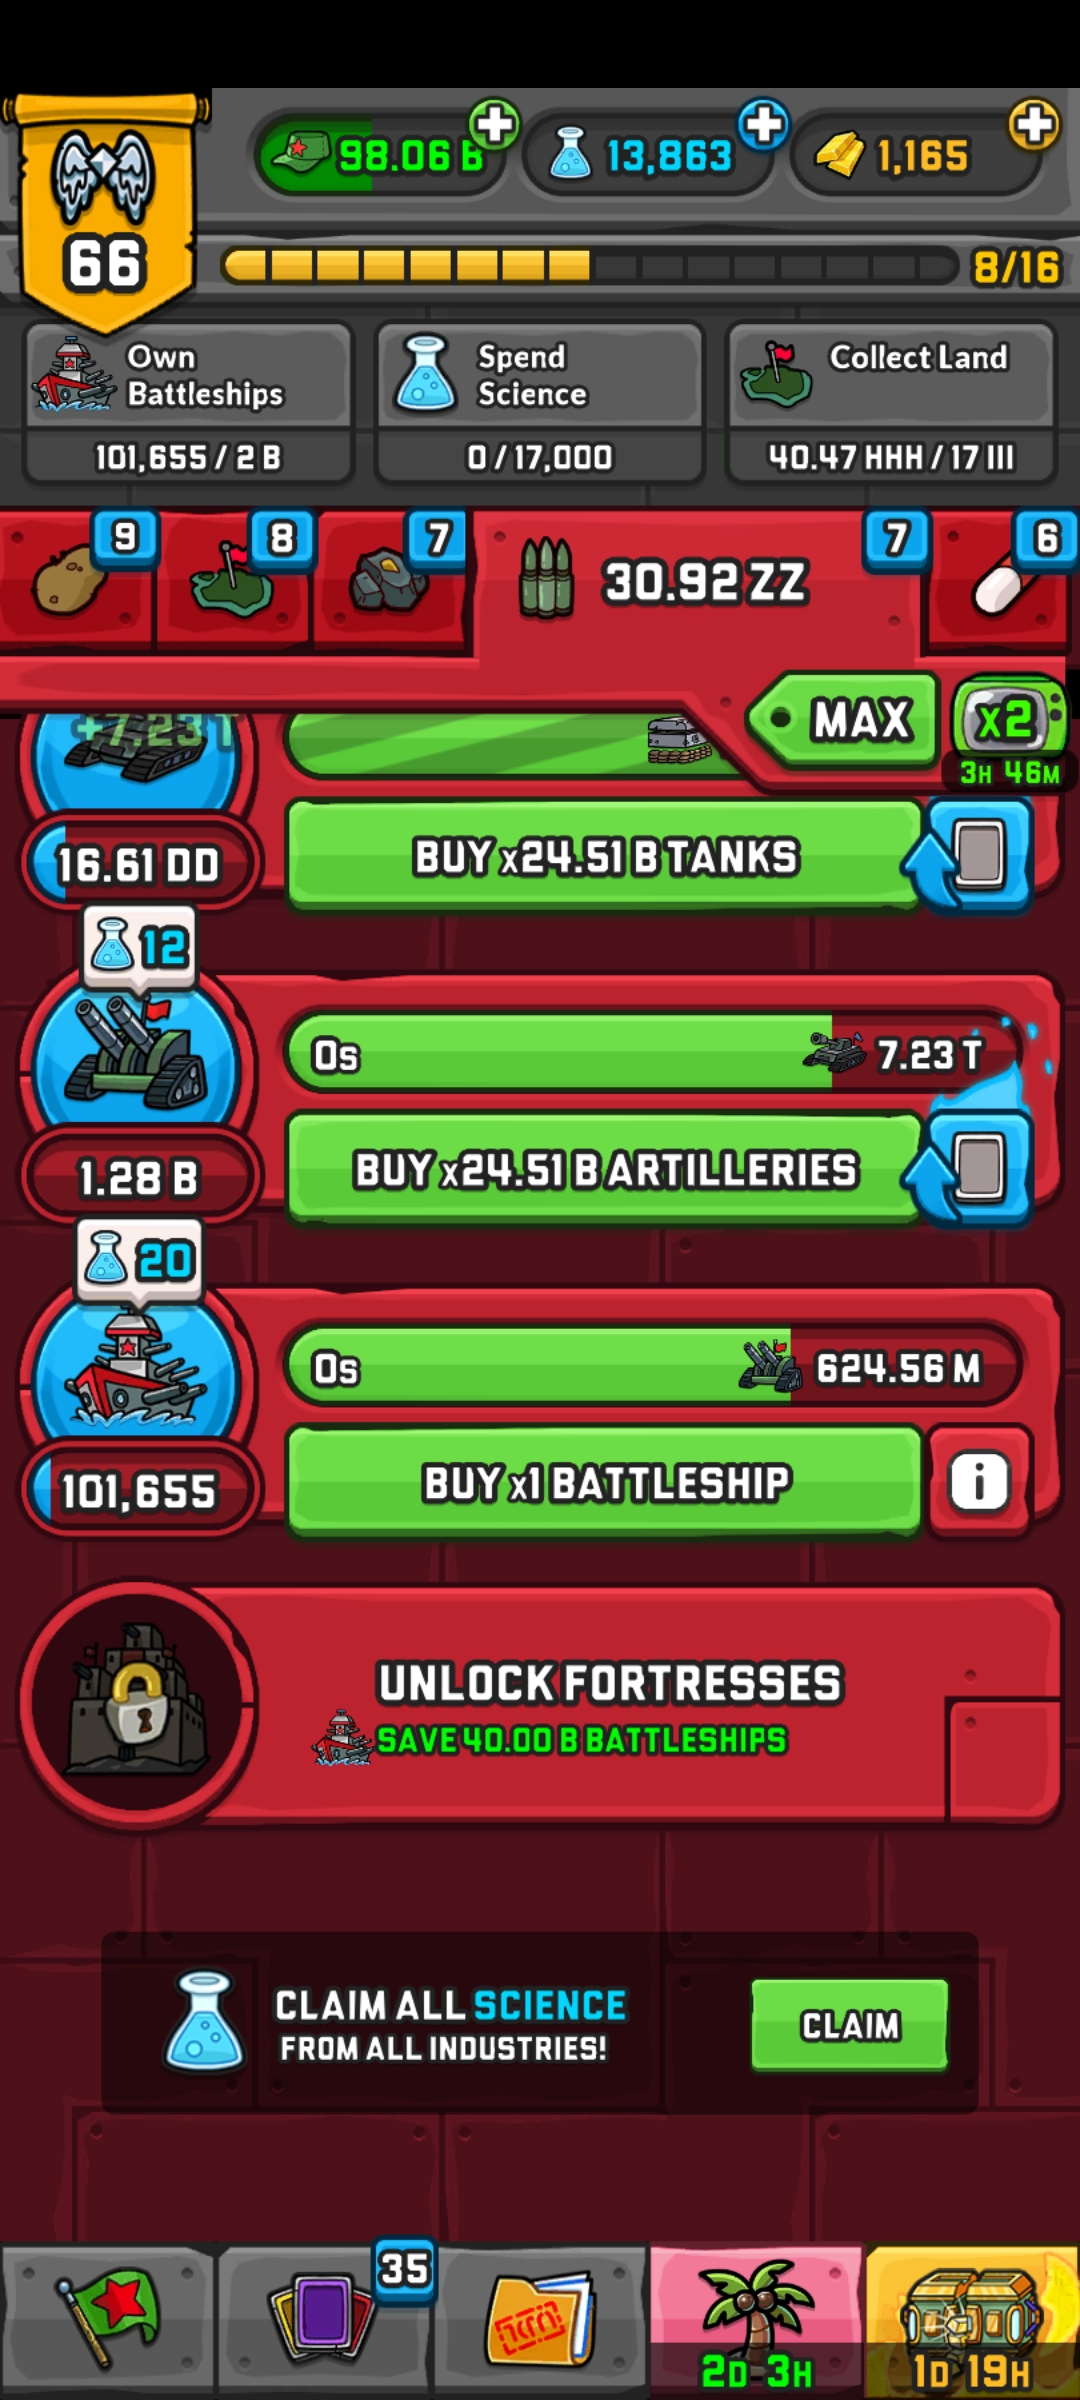 98.06 B
13,863
1,165
66
8/16
Own
Battleships
101,655 / 2 B
Spend
Science
0 / 17,000
Collect Land
40.47 HHH / 17 III
9
8
7
30.92 ZZ
7
6
MAX
x2
3H 46M
+7.23 T
16.61 DD
BUY x24.51 B TANKS
12
0s
7.23 T
1.28 B
BUY x24.51 B ARTILLERIES
20
0s
624.56 M
101,655
BUY x1 BATTLESHIP
i
UNLOCK FORTRESSES
SAVE 40.00 B BATTLESHIPS
CLAIM ALL SCIENCE
FROM ALL INDUSTRIES!
CLAIM
35
2D 3H
1D 19H